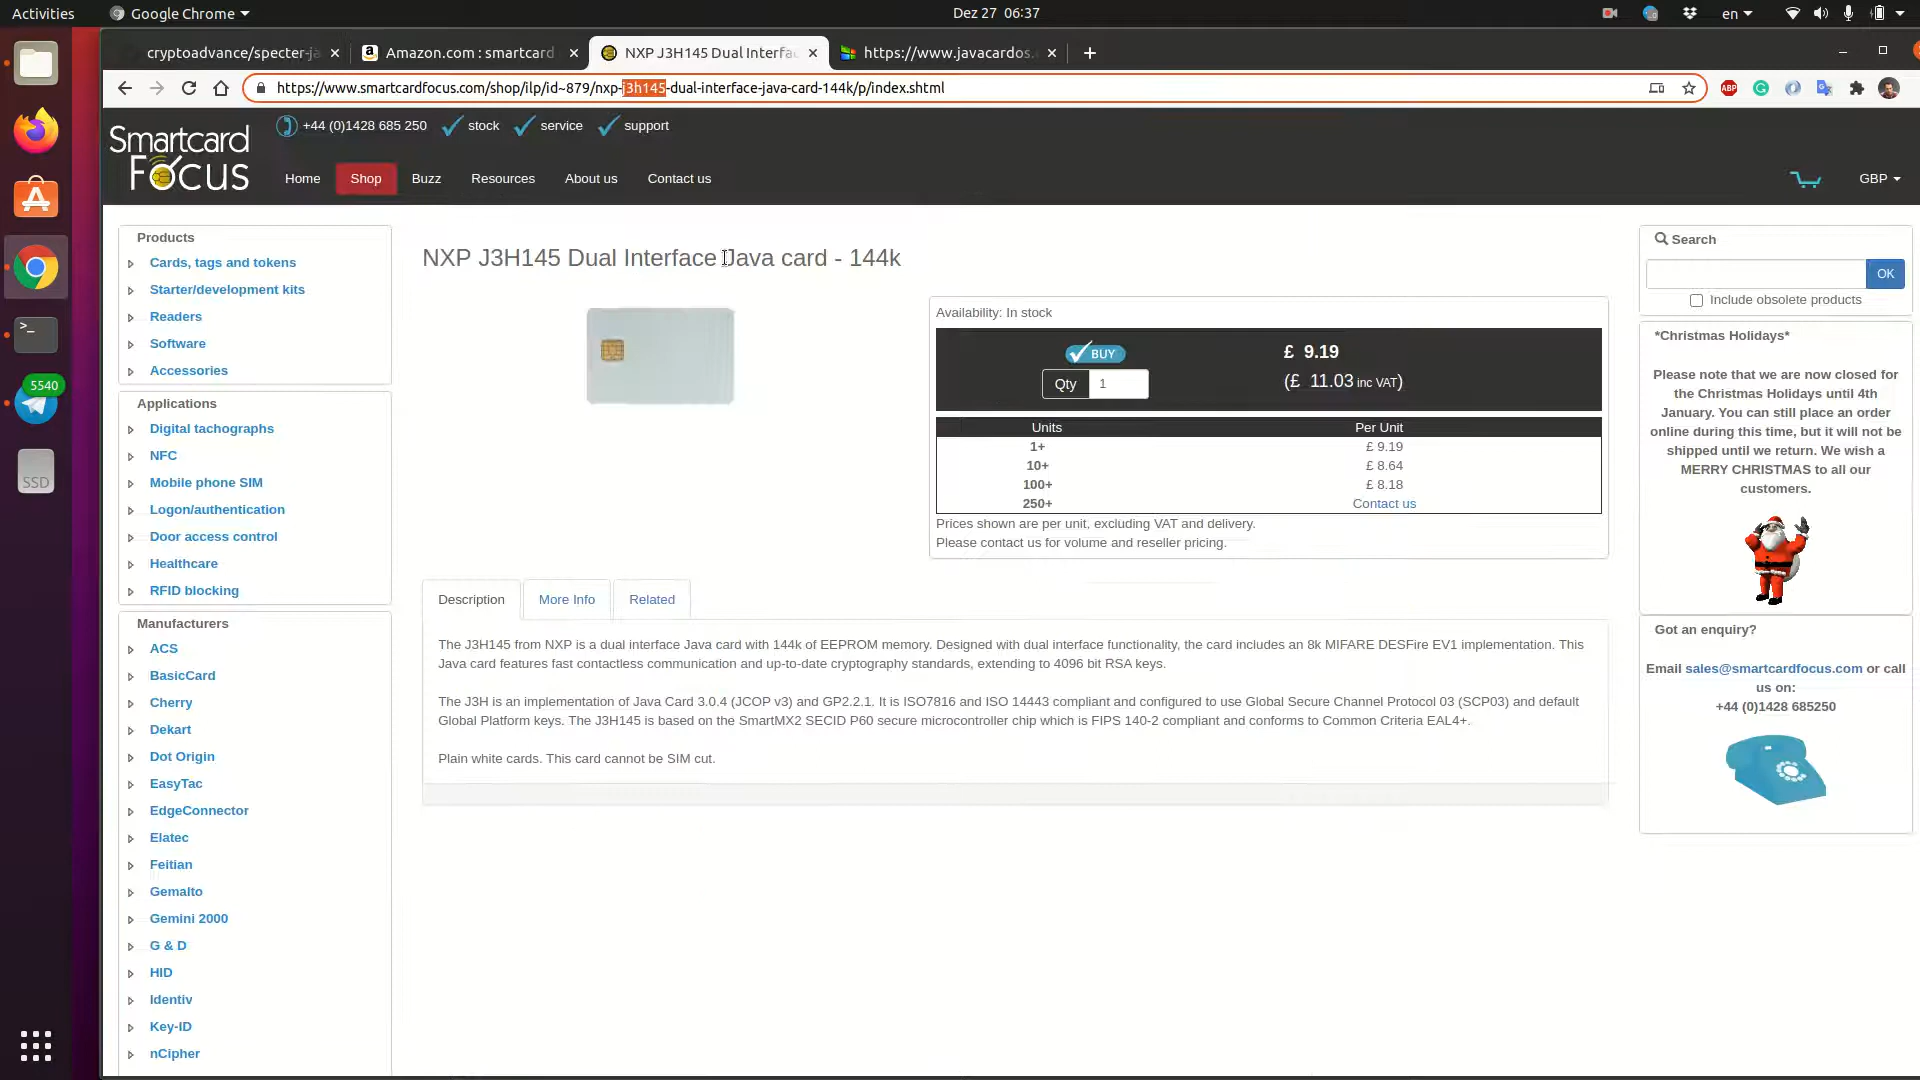 Activities
Google Chrome
Dez 27 06:37
en
cryptoadvance/specter-ja
Amazon.com : smartcard
NXP J3H145 Dual Interfac
https://www.javacardos.
https://www.smartcardfocus.com/shop/ilp/id~879/nxp-j3h145-dual-interface-java-card-144k/p/index.shtml
ABP
Smartcard
Focus
+44 (0)1428 685 250
stock
service
support
Home
Shop
Buzz
Resources
About us
Contact us
GBP
>_
5540
SSD
Products
Cards, tags and tokens
Starter/development kits
Readers
Software
Accessories
Applications
Digital tachographs
NFC
Mobile phone SIM
Logon/authentication
Door access control
Healthcare
RFID blocking
Manufacturers
ACS
BasicCard
Cherry
Dekart
Dot Origin
EasyTac
EdgeConnector
Elatec
Feitian
Gemalto
Gemini 2000
G & D
HID
Identiv
Key-ID
nCipher
NXP J3H145 Dual Interface Java card - 144k
Availability: In stock
BUY
£ 9.19
Qty 1
(£ 11.03 inc VAT)
Units Per Unit
1+ £ 9.19
10+ £ 8.64
100+ £ 8.18
250+ Contact us
Prices shown are per unit, excluding VAT and delivery.
Please contact us for volume and reseller pricing.
Description
More Info
Related
The J3H145 from NXP is a dual interface Java card with 144k of EEPROM memory. Designed with dual interface functionality, the card includes an 8k MIFARE DESFire EV1 implementation. This
Java card features fast contactless communication and up-to-date cryptography standards, extending to 4096 bit RSA keys.
The J3H is an implementation of Java Card 3.0.4 (JCOP v3) and GP2.2.1. It is ISO7816 and ISO 14443 compliant and configured to use Global Secure Channel Protocol 03 (SCP03) and default
Global Platform keys. The J3H145 is based on the SmartMX2 SECID P60 secure microcontroller chip which is FIPS 140-2 compliant and conforms to Common Criteria EAL4+.
Plain white cards. This card cannot be SIM cut.
Search
OK
Include obsolete products
*Christmas Holidays*
Please note that we are now closed for
the Christmas Holidays until 4th
January. You can still place an order
online during this time, but it will not be
shipped until we return. We wish a
MERRY CHRISTMAS to all our
customers.
Got an enquiry?
Email sales@smartcardfocus.com or call
us on:
+44 (0)1428 685250